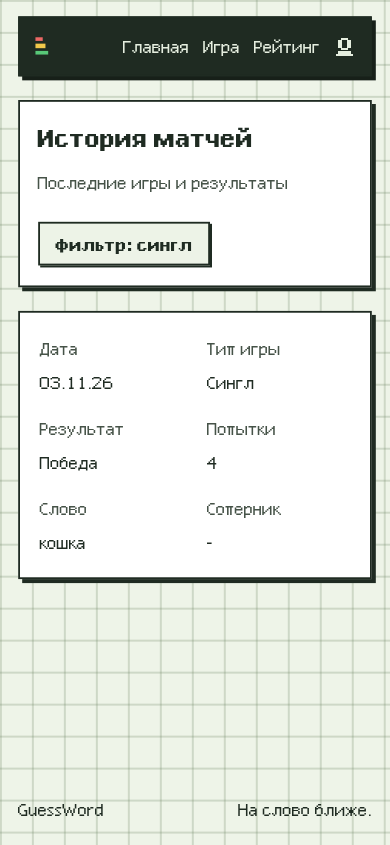 Главная Игра Рейтинг
История матчей
Последние игры и результаты
Фильтр: сингл
Дата Тип игры
03.11.26 Сингл
Результат Попытки
Победа 4
Слово Соперник
кошка -
GuessWord На слово ближе.